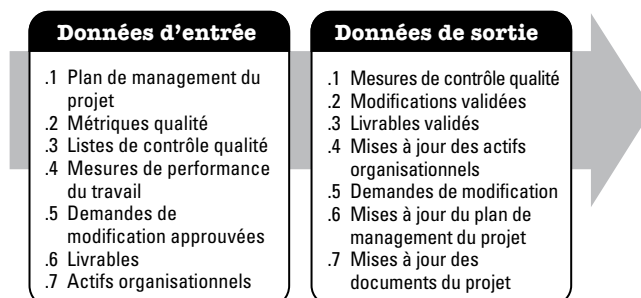 Données d'entrée
.1 Plan de management du
projet
.2 Métriques qualité
.3 Listes de contrôle qualité
.4 Mesures de performance
du travail
.5 Demandes de
modification approuvées
.6 Livrables
.7 Actifs organisationnels
Données de sortie
.1 Mesures de contrôle qualité
.2 Modifications validées
.3 Livrables validés
.4 Mises à jour des actifs
organisationnels
.5 Demandes de modification
.6 Mises à jour du plan de
management du projet
.7 Mises à jour des
documents du projet